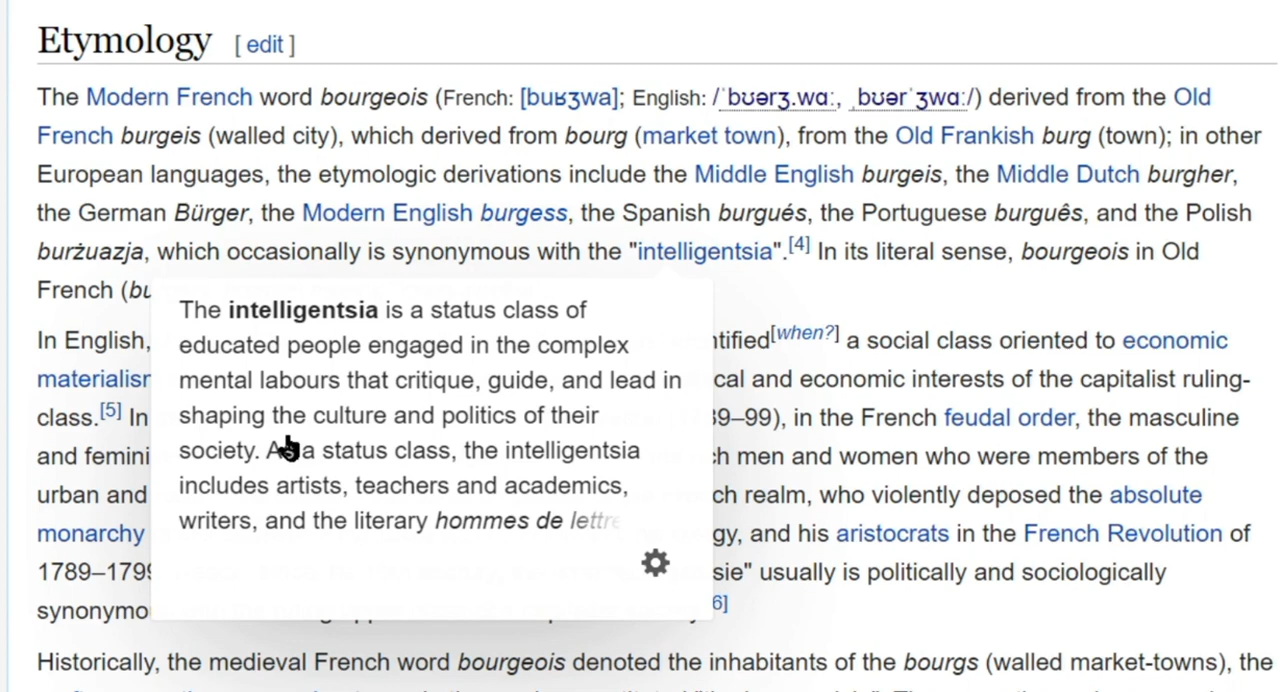 Etymology [ edit ]
The Modern French word bourgeois (French: [buʁʒwa]; English: /ˈbʊərʒ.wɑː, ˌbʊərˈʒwɑː/) derived from the Old
French burgeis (walled city), which derived from bourg (market town), from the Old Frankish burg (town); in other
European languages, the etymologic derivations include the Middle English burgeis, the Middle Dutch burgher,
the German Bürger, the Modern English burgess, the Spanish burgués, the Portuguese burguês, and the Polish
burżuazja, which occasionally is synonymous with the "intelligentsia".[4] In its literal sense, bourgeois in Old
French (bu
In English, ntified[when?] a social class oriented to economic
materialism cal and economic interests of the capitalist ruling-
class.[5] In 39–99), in the French feudal order, the masculine
and femini ch men and women who were members of the
urban and ch realm, who violently deposed the absolute
monarchy gy, and his aristocrats in the French Revolution of
1789–1799 sie" usually is politically and sociologically
synonymo 6]
The intelligentsia is a status class of
educated people engaged in the complex
mental labours that critique, guide, and lead in
shaping the culture and politics of their
society. As a status class, the intelligentsia
includes artists, teachers and academics,
writers, and the literary hommes de lettre
Historically, the medieval French word bourgeois denoted the inhabitants of the bourgs (walled market-towns), the